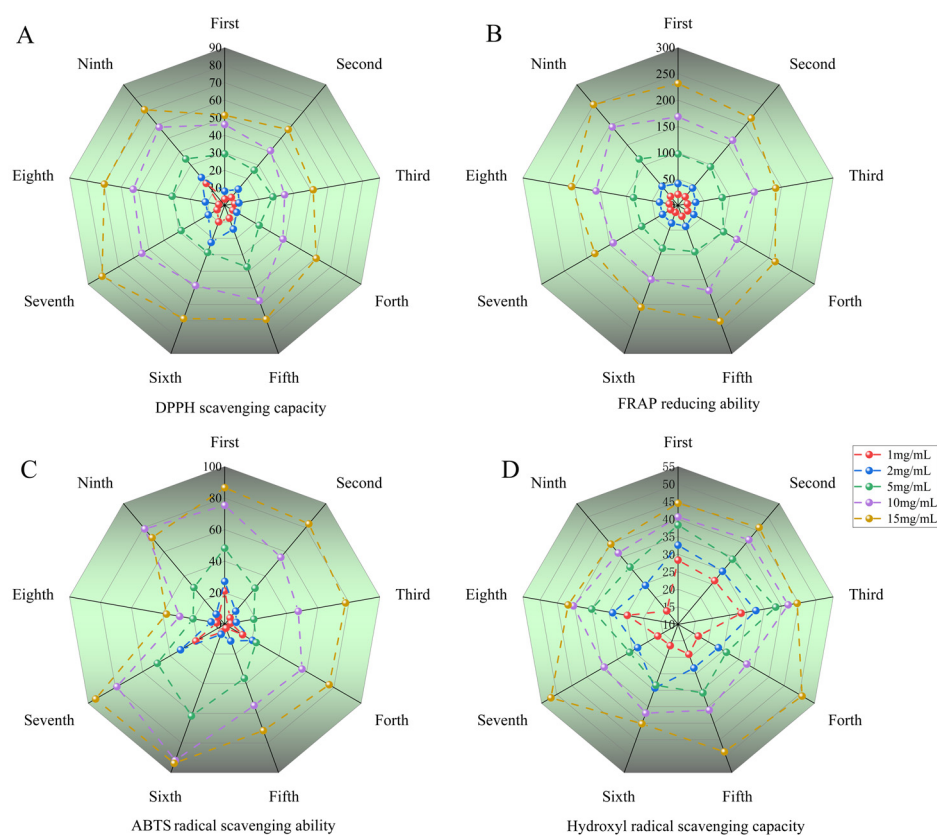 A
First
90
80
70
60
50
40
30
20
10
Second
Third
Forth
Fifth
Sixth
Seventh
Eighth
Ninth
DPPH scavenging capacity
B
First
300
250
200
150
100
50
Second
Third
Forth
Fifth
Sixth
Seventh
Eighth
Ninth
FRAP reducing ability
C
First
100
80
60
40
20
0
Second
Third
Forth
Fifth
Sixth
Seventh
Eighth
Ninth
ABTS radical scavenging ability
D
First
55
50
45
40
35
30
25
20
15
10
Second
Third
Forth
Fifth
Sixth
Seventh
Eighth
Ninth
Hydroxyl radical scavenging capacity
1mg/mL
2mg/mL
5mg/mL
10mg/mL
15mg/mL